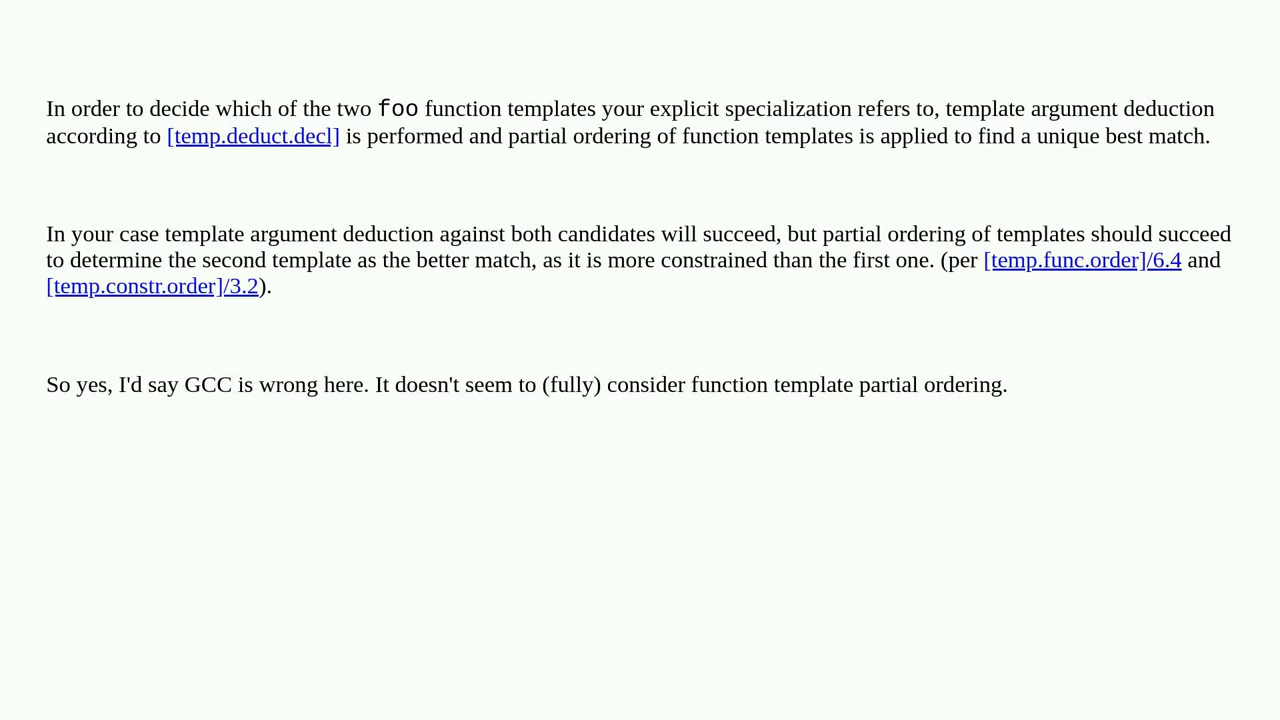 In order to decide which of the two foo function templates your explicit specialization refers to, template argument deduction
according to [temp.deduct.decl] is performed and partial ordering of function templates is applied to find a unique best match.
In your case template argument deduction against both candidates will succeed, but partial ordering of templates should succeed
to determine the second template as the better match, as it is more constrained than the first one. (per [temp.func.order]/6.4 and
[temp.constr.order]/3.2).
So yes, I'd say GCC is wrong here. It doesn't seem to (fully) consider function template partial ordering.